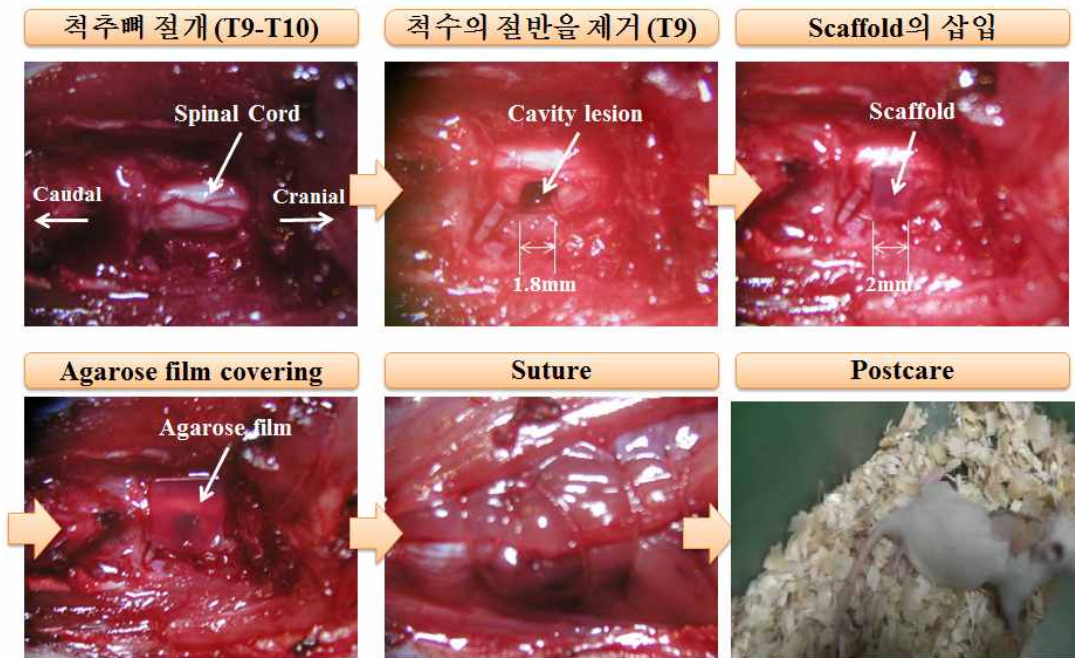 척추뼈 절개 (T9-T10)
척수의 절반을 제거 (T9)
Scaffold의 삽입
Spinal Cord
Caudal
Cranial
Cavity lesion
1.8mm
Scaffold
2mm
Agarose film covering
Suture
Postcare
Agarose film